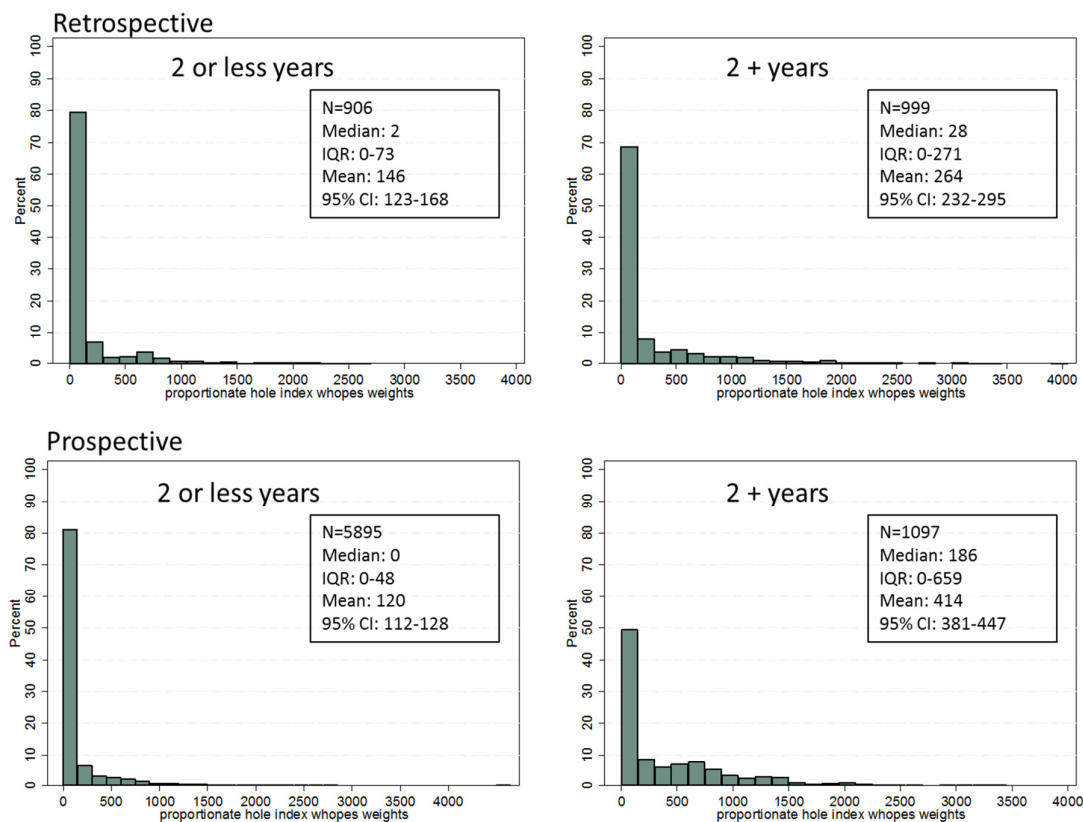 Retrospective
2 or less years
N=906
Median: 2
IQR: 0-73
Mean: 146
95% CI: 123-168
Percent
0 10 20 30 40 50 60 70 80 90 100
0 500 1000 1500 2000 2500 3000 3500 4000
proportionate hole index whopes weights
2 + years
N=999
Median: 28
IQR: 0-271
Mean: 264
95% CI: 232-295
Percent
0 10 20 30 40 50 60 70 80 90 100
0 500 1000 1500 2000 2500 3000 3500 4000
proportionate hole index whopes weights
Prospective
2 or less years
N=5895
Median: 0
IQR: 0-48
Mean: 120
95% CI: 112-128
Percent
0 10 20 30 40 50 60 70 80 90 100
0 500 1000 1500 2000 2500 3000 3500 4000
proportionate hole index whopes weights
2 + years
N=1097
Median: 186
IQR: 0-659
Mean: 414
95% CI: 381-447
Percent
0 10 20 30 40 50 60 70 80 90 100
0 500 1000 1500 2000 2500 3000 3500 4000
proportionate hole index whopes weights